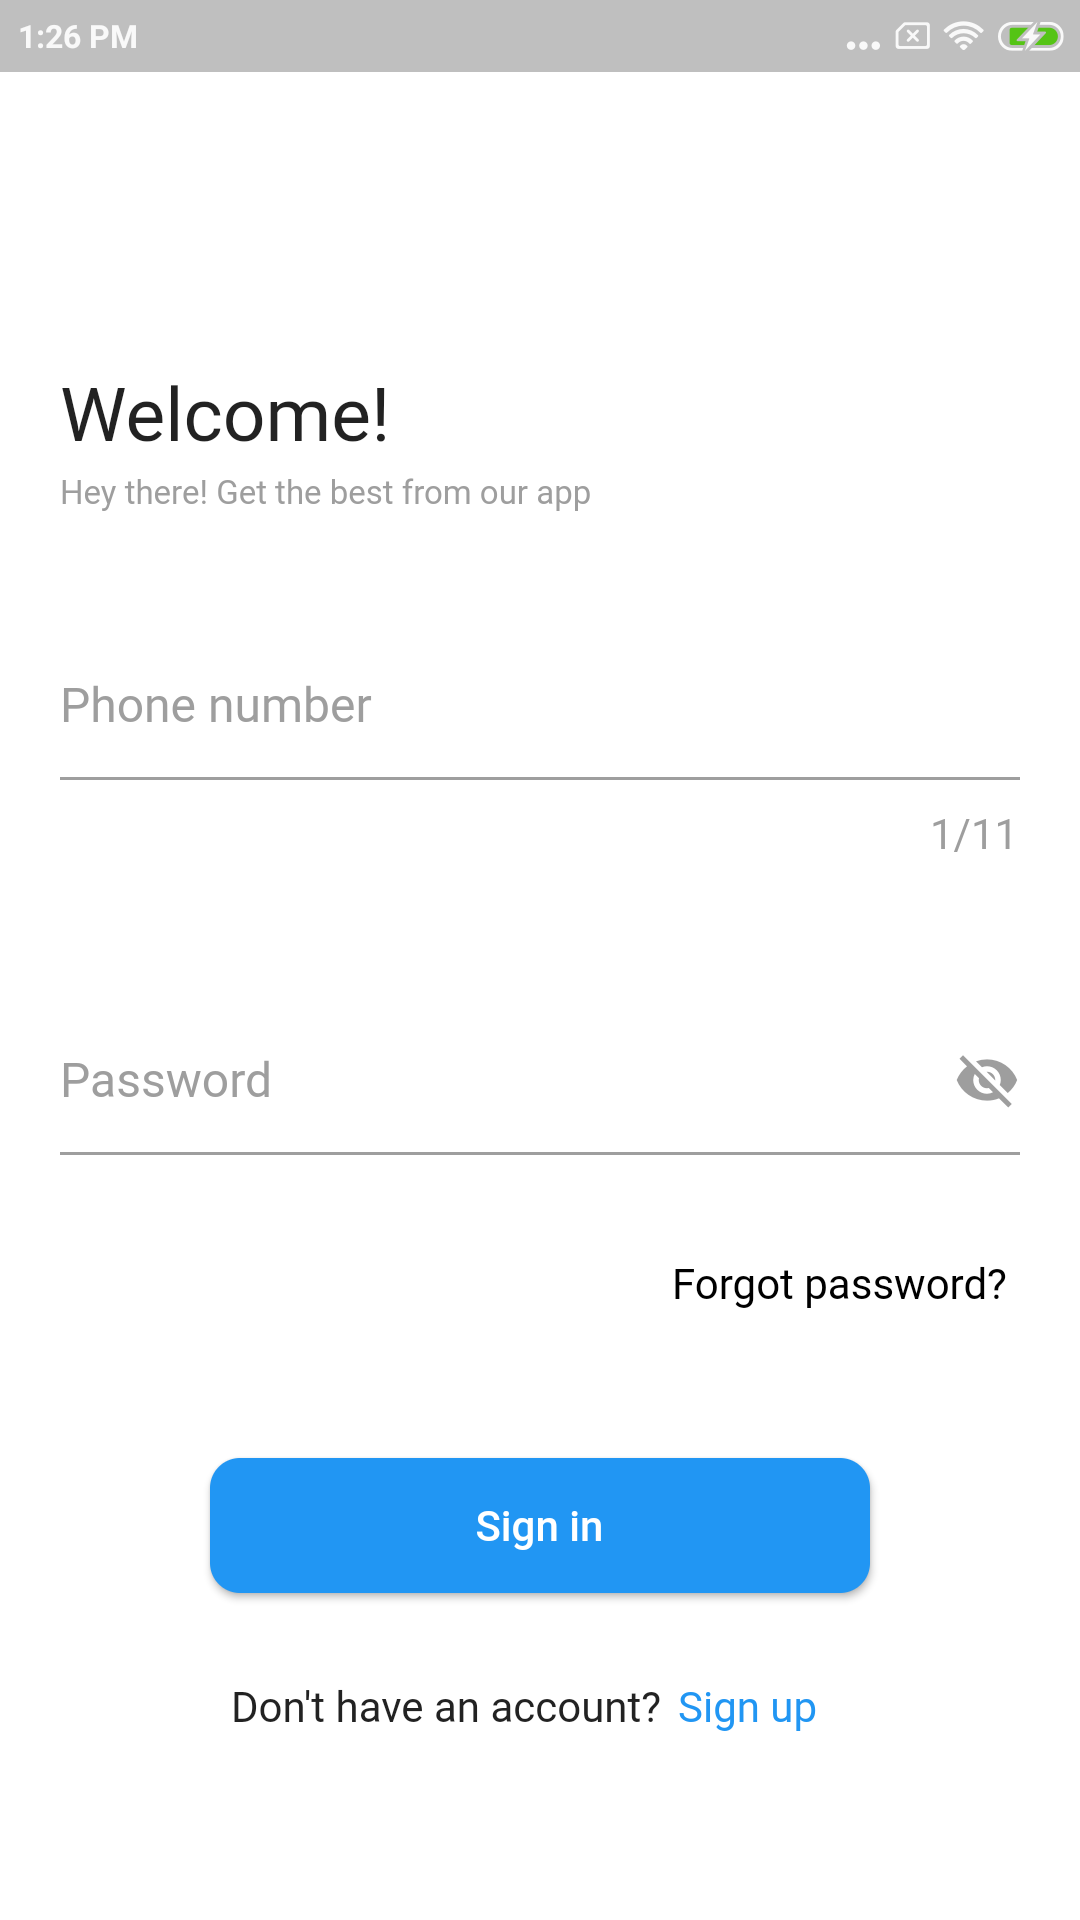 1:26 PM
Welcome!
Hey there! Get the best from our app
Phone number
1/11
Password
Forgot password?
Sign in
Don't have an account? Sign up